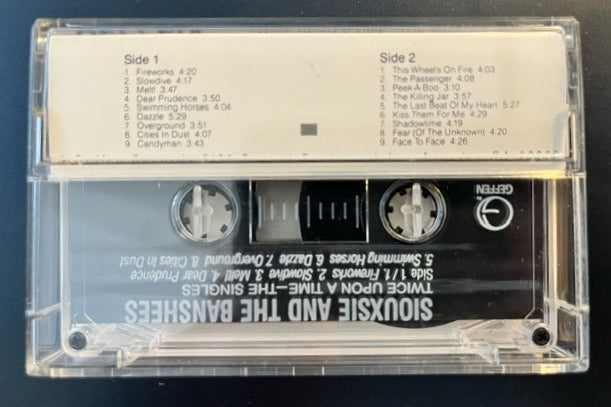 Side 1
1. Fireworks 4:20
2. Slowdive 4:17
3. Melt! 3:47
4. Dear Prudence 3:50
5. Swimming Horses 4:04
6. Dazzle 5:29
7. Overground 3:51
8. Cities In Dust 4:07
9. Candyman 3:43
Side 2
1. This Wheel's On Fire 4:03
2. The Passenger 4:08
3. Peek-A-Boo 3:10
4. The Killing Jar 3:57
5. The Last Beat Of My Heart 5:27
6. Kiss Them For Me 4:29
7. Shadowtime 4:19
8. Fear (Of The Unknown) 4:20
9. Face To Face 4:26
GEFFEN
SIOUXSIE AND THE BANSHEES
TWICE UPON A TIME—THE SINGLES
Side 1/1. Fireworks 2. Slowdive 3. Melt! 4. Dear Prudence
5. Swimming Horses 6. Dazzle 7. Overground 8. Cities In Dust